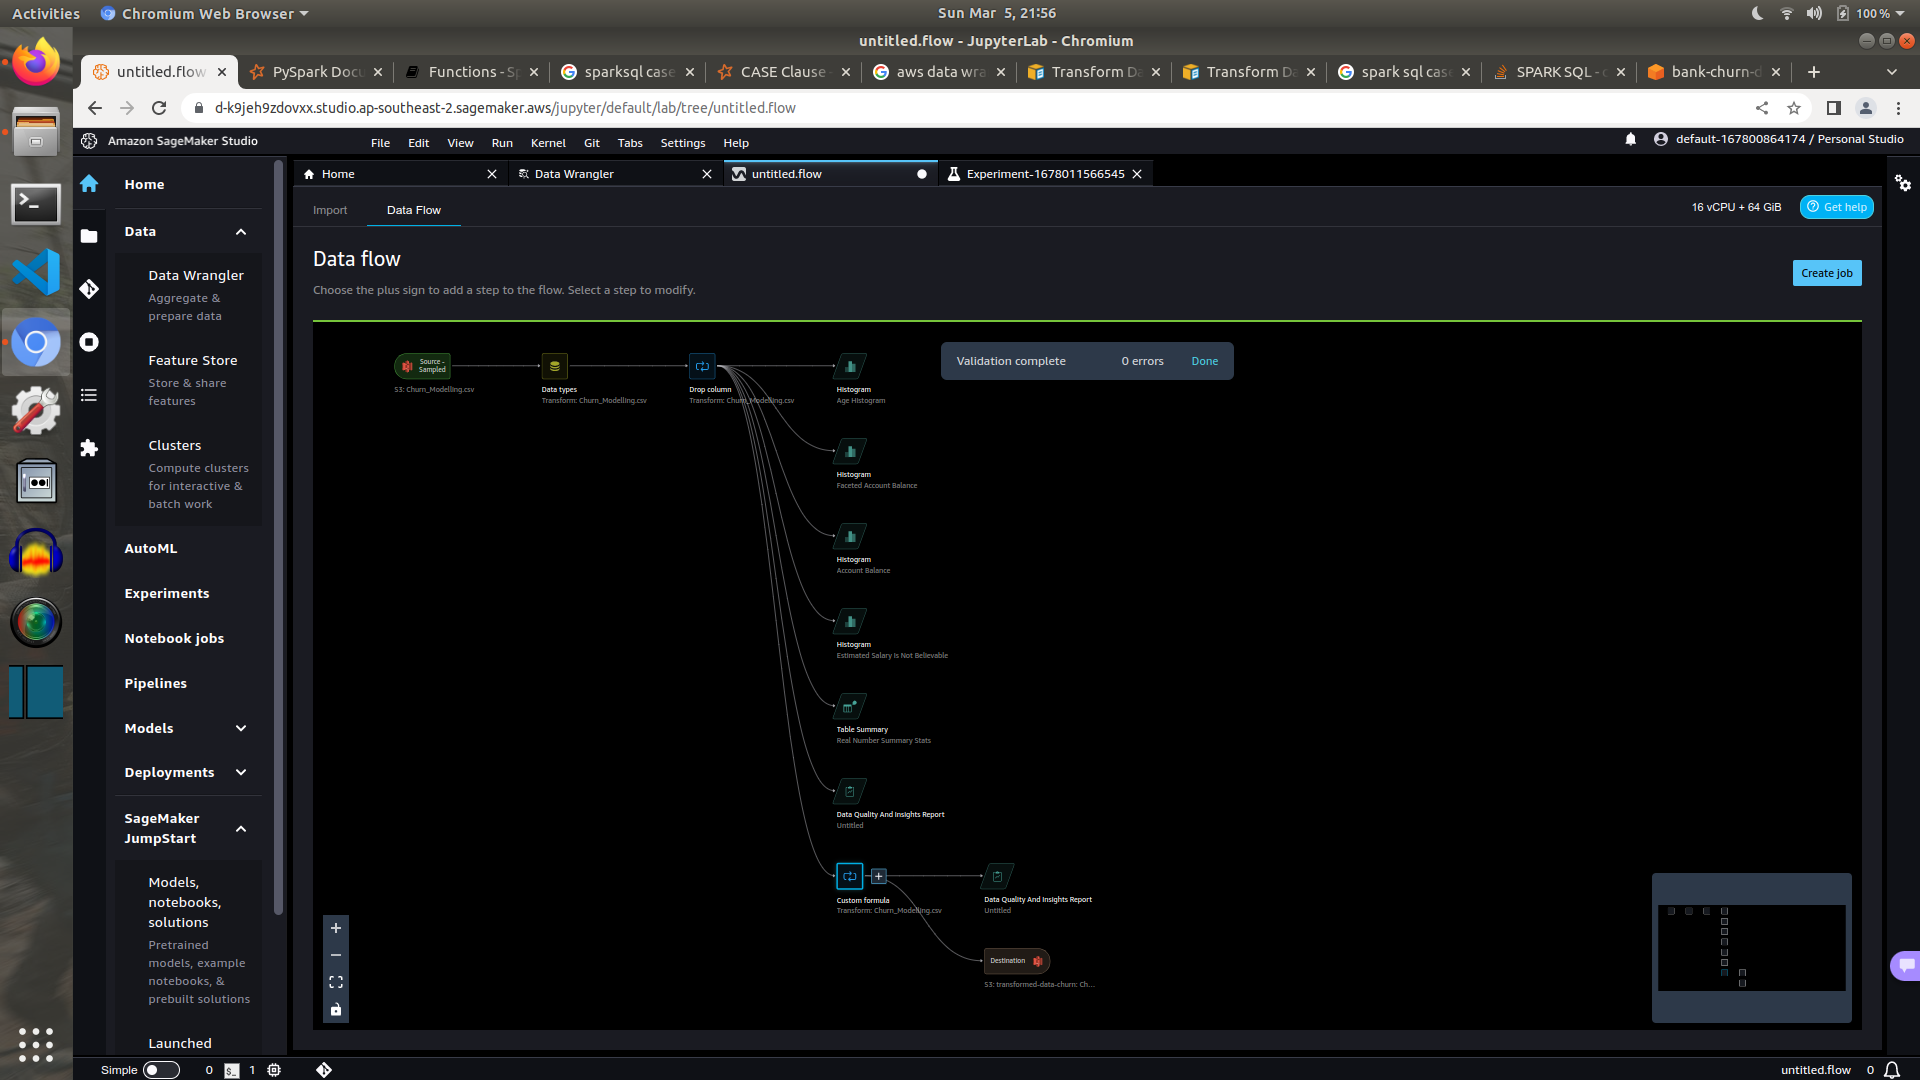 Activities
Chromium Web Browser
Sun Mar 5, 21:56
100 %
untitled.flow - JupyterLab - Chromium
untitled.flow
PySpark Docu
Functions - Sp
sparksql case
CASE Clause -
aws data wra
Transform Da
Transform Da
spark sql case
SPARK SQL - c
bank-churn-d
d-k9jeh9zdovxx.studio.ap-southeast-2.sagemaker.aws/jupyter/default/lab/tree/untitled.flow
Amazon SageMaker Studio
File Edit View Run Kernel Git Tabs Settings Help
default-167800864174 / Personal Studio
Home
Data Wrangler
untitled.flow
Experiment-1678011566545
Home
Data
Data Wrangler
Aggregate &
prepare data
Feature Store
Store & share
features
Clusters
Compute clusters
for interactive &
batch work
AutoML
Experiments
Notebook jobs
Pipelines
Models
Deployments
SageMaker
JumpStart
Models,
notebooks,
solutions
Pretrained
models, example
notebooks, &
prebuilt solutions
Launched
Import
Data Flow
16 vCPU + 64 GiB
Get help
Data flow
Choose the plus sign to add a step to the flow. Select a step to modify.
Create job
Validation complete
0 errors
Done
Source -
Sampled
S3: Churn_Modelling.csv
Data types
Transform: Churn_Modelling.csv
Drop column
Transform: Churn_Modelling.csv
Histogram
Age Histogram
Histogram
Faceted Account Balance
Histogram
Account Balance
Histogram
Estimated Salary Is Not Believable
Table Summary
Real Number Summary Stats
Data Quality And Insights Report
Untitled
Custom formula
Transform: Churn_Modelling.csv
Data Quality And Insights Report
Untitled
Destination
S3: transformed-data-churn: Ch...
Simple
0
1
untitled.flow
0